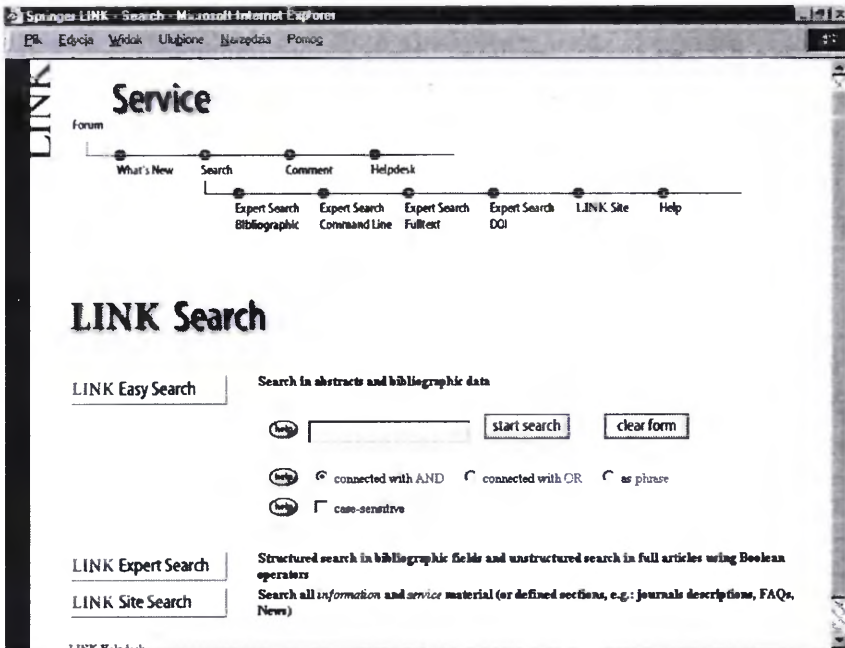 Springer LINK - Search - Microsoft Internet Explorer
Plik Edycja Widok Ulubione Narzędzia Pomoc
LINK
Service
Forum
What's New Search Comment Helpdesk
Expert Search Bibliographic
Expert Search Command Line
Expert Search Fulltext
Expert Search DOI
LINK Site
Help
LINK Search
LINK Easy Search
Search in abstracts and bibliographic data
help start search clear form
help connected with AND connected with OR as phrase
help case-sensitive
LINK Expert Search
Structured search in bibliographic fields and unstructured search in full articles using Boolean
operators
LINK Site Search
Search all information and service material (or defined sections, e.g.: journals descriptions, FAQs,
News)